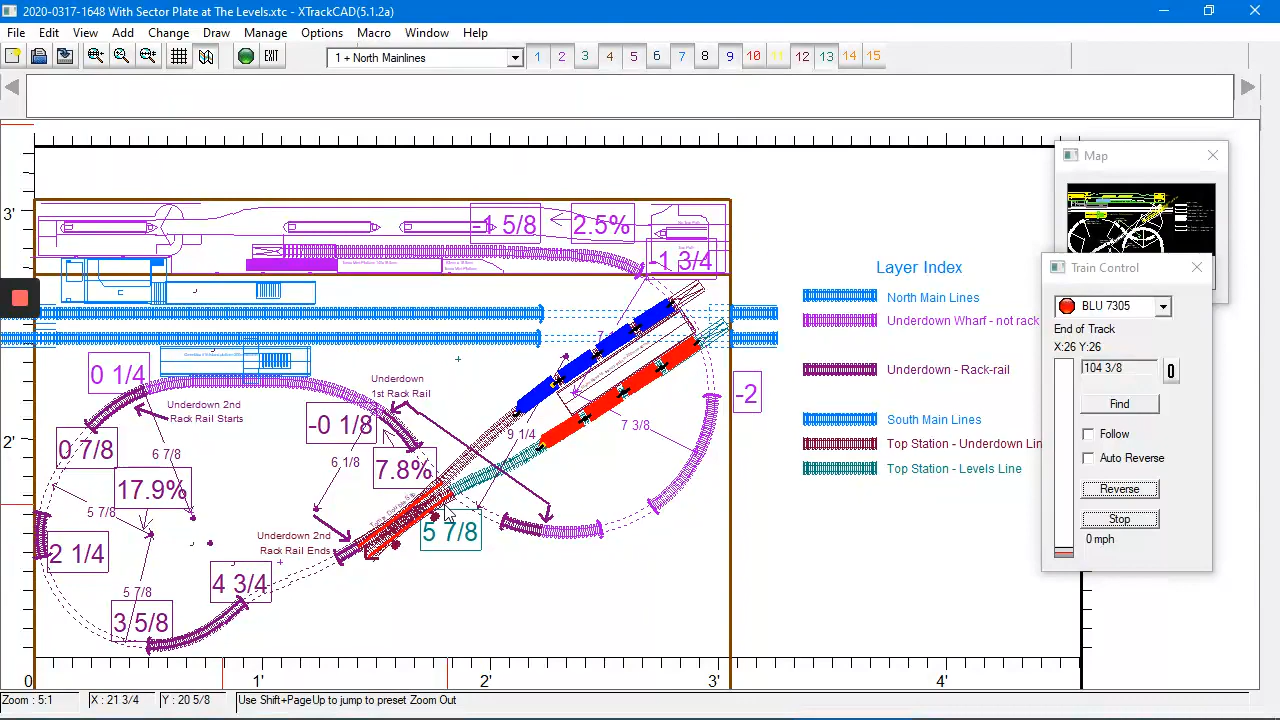 2020-0317-1648 With Sector Plate at The Levels.xtc - XTrackCAD(5.1.2a)
File Edit View Add Change Draw Manage Options Macro Window Help
EXIT
1 + North Mainlines
1 2 3 4 5 6 7 8 9 10 11 12 13 14 15
Map
3'
-1 5/8
2.5%
-1 3/4
Layer Index
Train Control
North Main Lines
BLU 7305
Underdown Wharf - not rack
End of Track
X:26 Y:26
104 3/8
0
Find
Underdown - Rack-rail
0 1/4
Underdown
1st Rack Rail
-2
Underdown 2nd
Rack Rail Starts
-0 1/8
9 1/4
7 3/8
South Main Lines
Follow
2'
0 7/8
6 7/8
6 1/8
7.8%
Top Station - Underdown Lin
Auto Reverse
17.9%
Top Station - Levels Line
Reverse
5 7/8
5 7/8
Stop
Underdown 2nd
Rack Rail Ends
2 1/4
0 mph
5 7/8
4 3/4
3 5/8
0 1' 2' 3' 4'
Zoom : 5:1 X : 21 3/4 Y : 20 5/8 Use Shift+PageUp to jump to preset Zoom Out